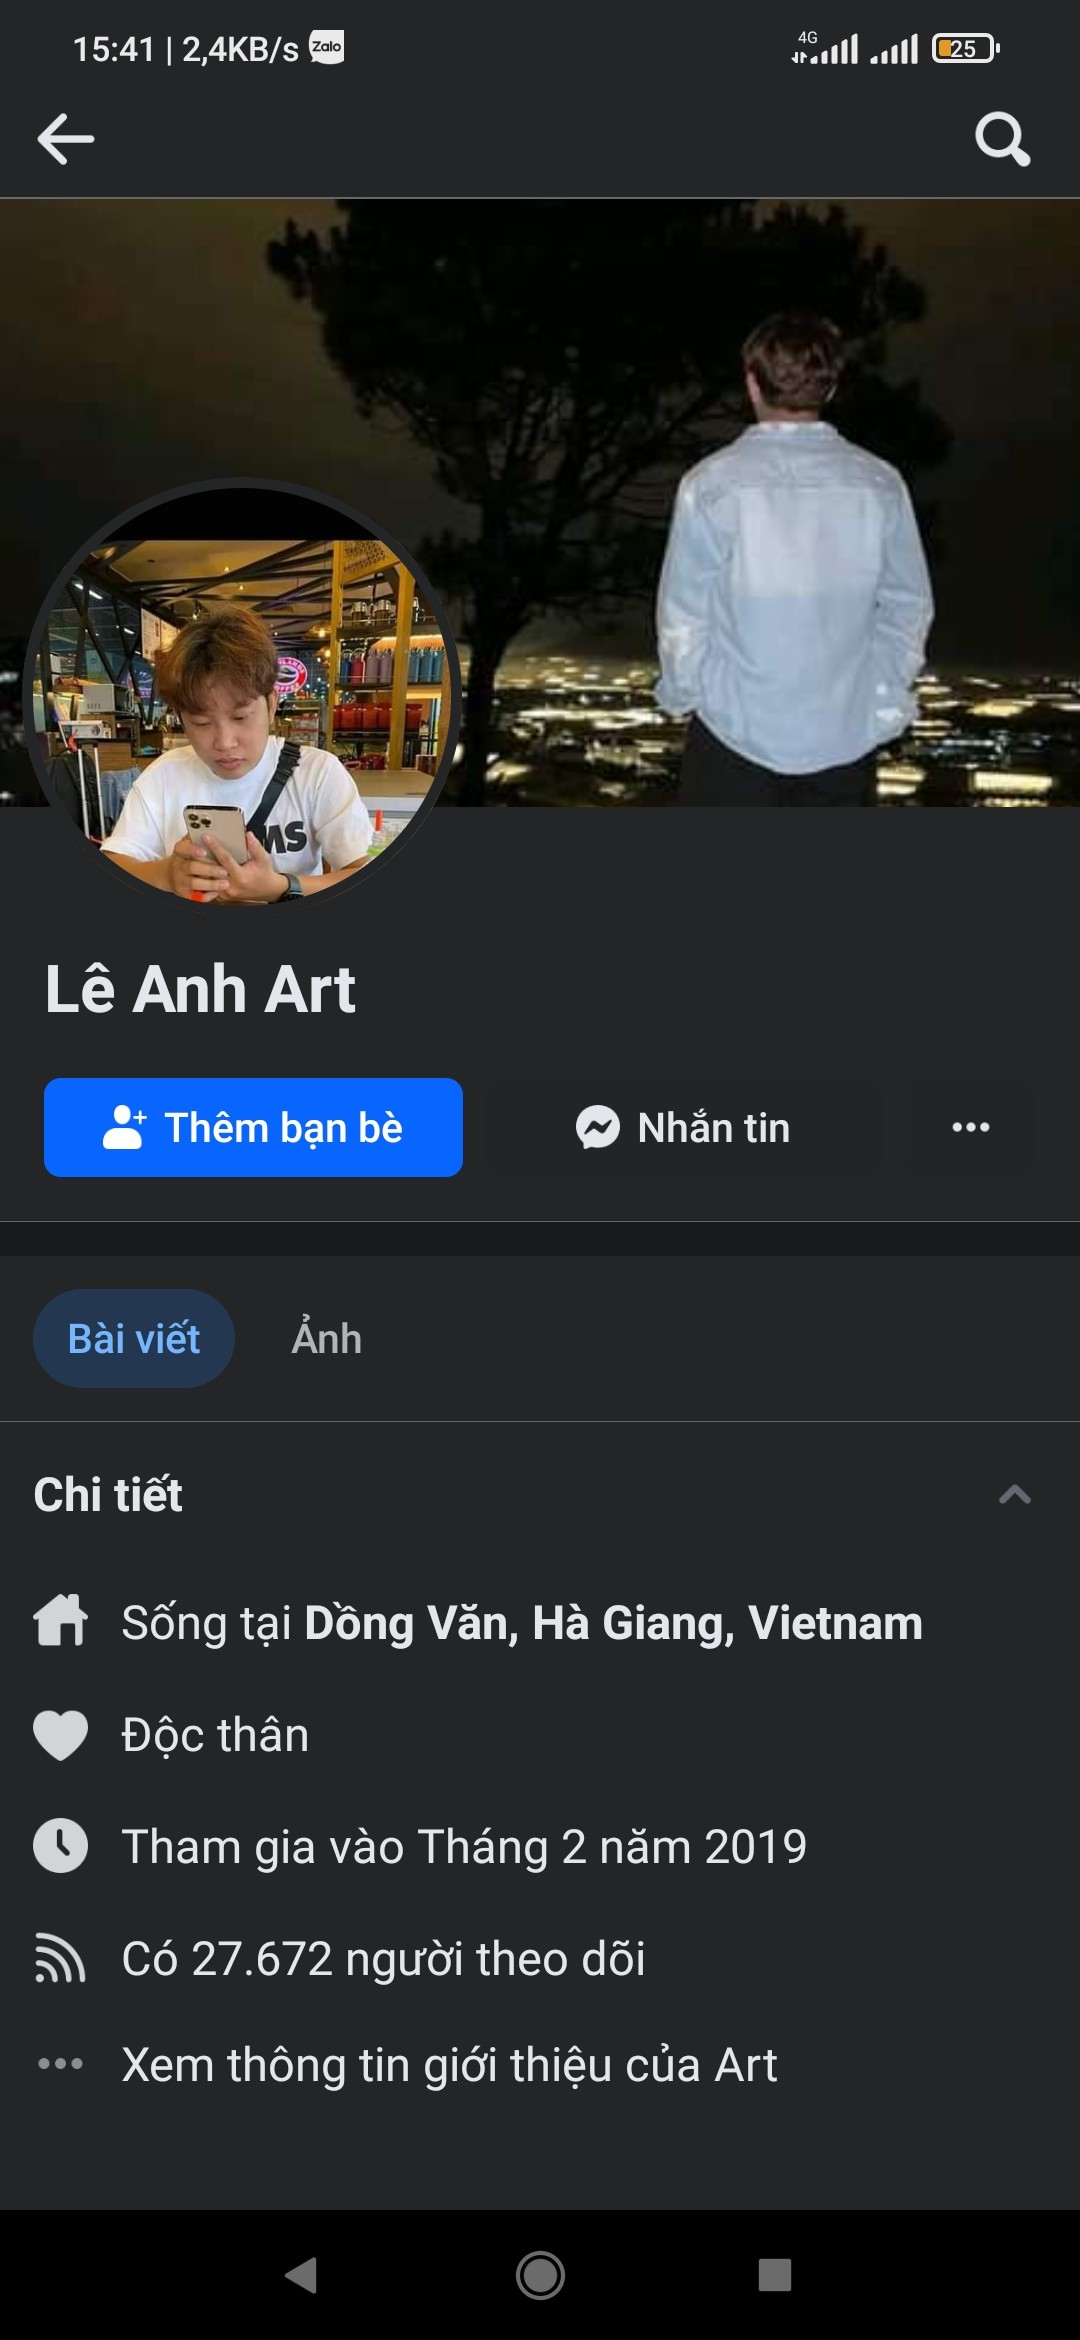 15:41 | 2,4KB/s Zalo
4G
25
MS
Lê Anh Art
Thêm bạn bè
Nhắn tin
Bài viết
Ảnh
Chi tiết
Sống tại Dồng Văn, Hà Giang, Vietnam
Độc thân
Tham gia vào Tháng 2 năm 2019
Có 27.672 người theo dõi
Xem thông tin giới thiệu của Art